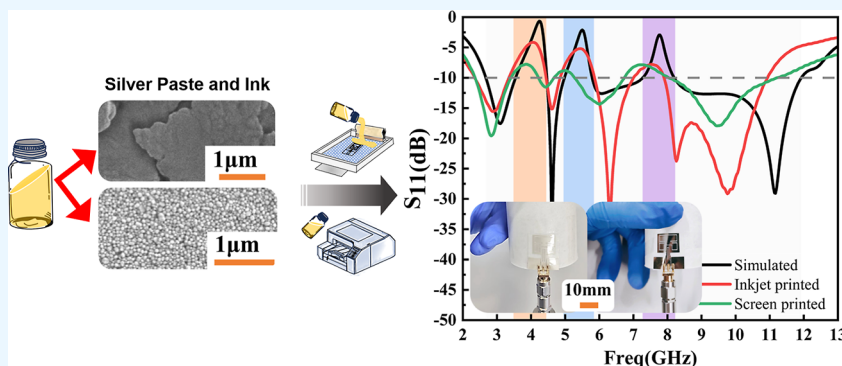 Silver Paste and Ink
1μm
1μm
S11(dB)
0
-5
-10
-15
-20
-25
-30
-35
-40
-45
-50
10mm
Simulated
Inkjet printed
Screen printed
2 3 4 5 6 7 8 9 10 11 12 13
Freq(GHz)